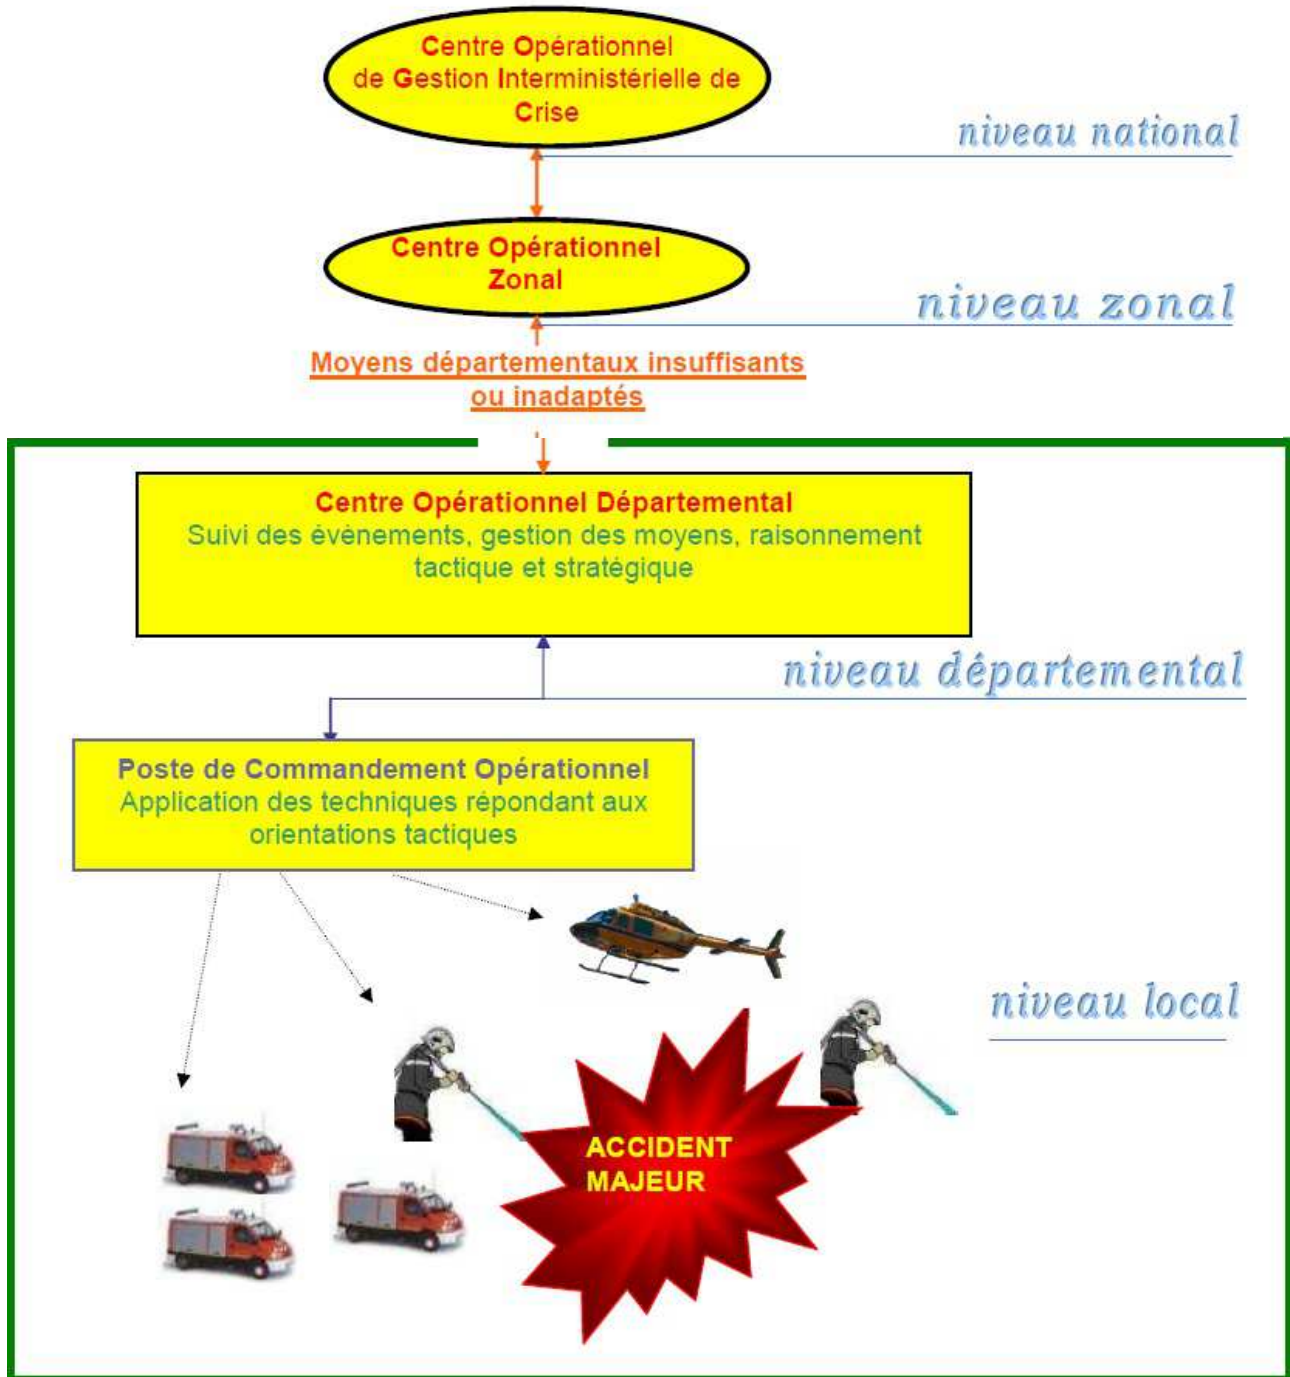 Centre Opérationnel
de Gestion Interministérielle de
Crise
niveau national
Centre Opérationnel
Zonal
niveau zonal
Moyens départementaux insuffisants
ou inadaptés
Centre Opérationnel Départemental
Suivi des évènements, gestion des moyens, raisonnement
tactique et stratégique
niveau départemental
Poste de Commandement Opérationnel
Application des techniques répondant aux
orientations tactiques
niveau local
ACCIDENT
MAJEUR